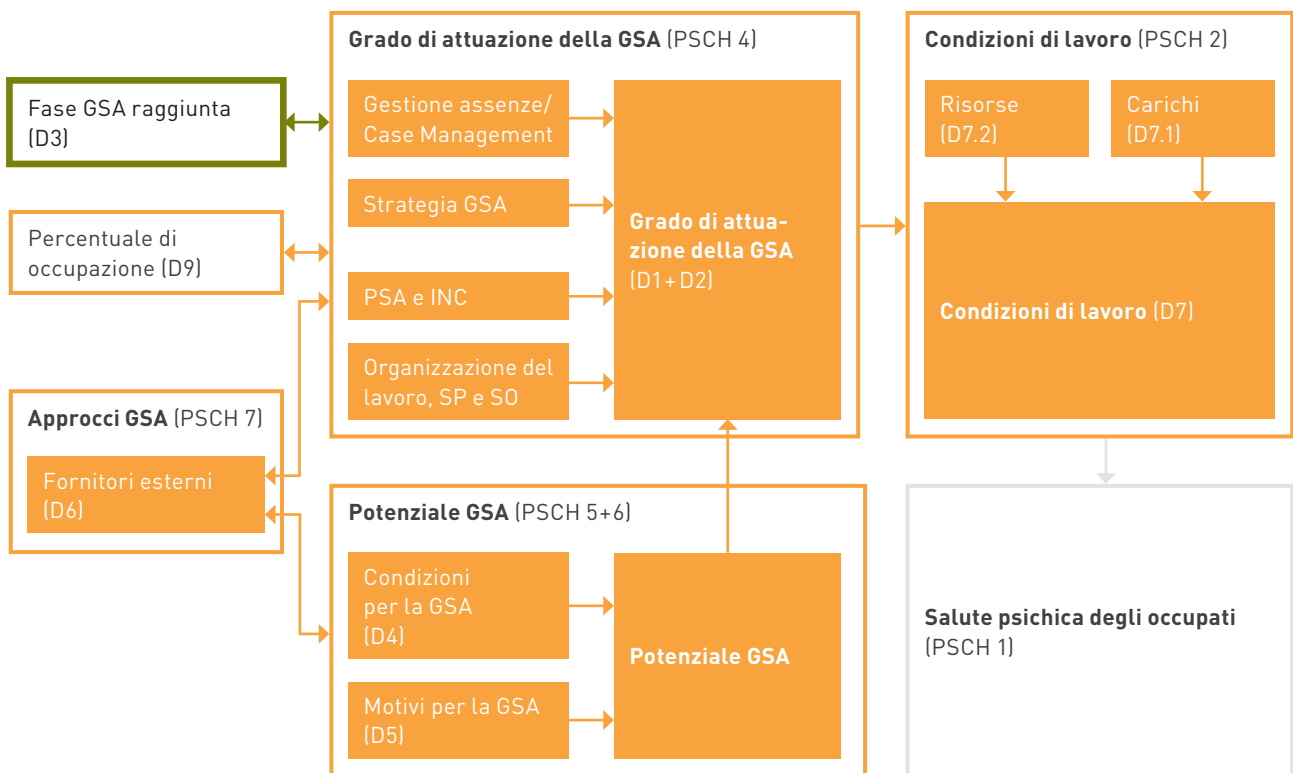 Fase GSA raggiunta
(D3)
Percentuale di
occupazione (D9)
Approcci GSA (PSCH 7)
Fornitori esterni
(D6)
Grado di attuazione della GSA (PSCH 4)
Gestione assenze/
Case Management
Strategia GSA
PSA e INC
Organizzazione del
lavoro, SP e SO
Grado di attua-
zione della GSA
(D1+D2)
Potenziale GSA (PSCH 5+6)
Condizioni
per la GSA
(D4)
Motivi per la GSA
(D5)
Potenziale GSA
Condizioni di lavoro (PSCH 2)
Risorse
(D7.2)
Carichi
(D7.1)
Condizioni di lavoro (D7)
Salute psichica degli occupati
(PSCH 1)